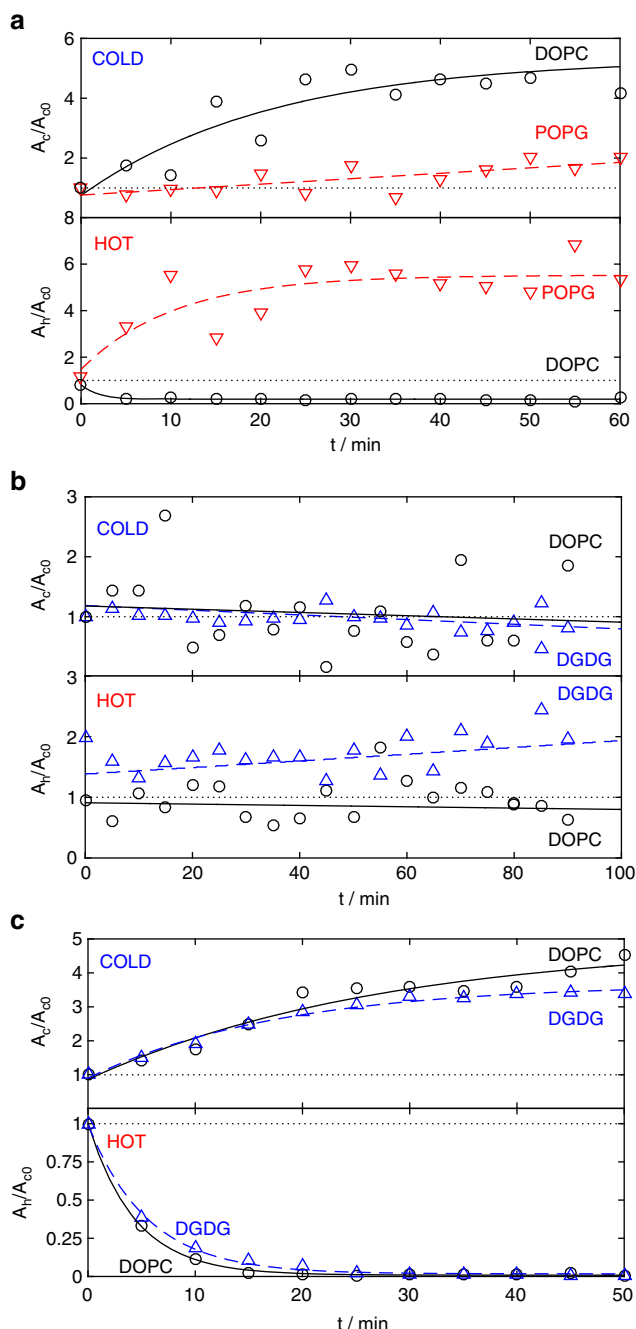 a
6
COLD
DOPC
4
A_c/A_c0
POPG
2
8
HOT
6
POPG
4
A_h/A_c0
2
DOPC
0
0 10 20 30 40 50 60
t / min
b
3
COLD
DOPC
2
A_c/A_c0
1
DGDG
3
HOT
DGDG
2
A_h/A_c0
1
DOPC
0
0 20 40 60 80 100
t / min
c
5
COLD
DOPC
4
3
A_c/A_c0
DGDG
2
1
1
HOT
0.75
A_h/A_c0
0.5
DGDG
0.25
DOPC
0
0 10 20 30 40 50
t / min